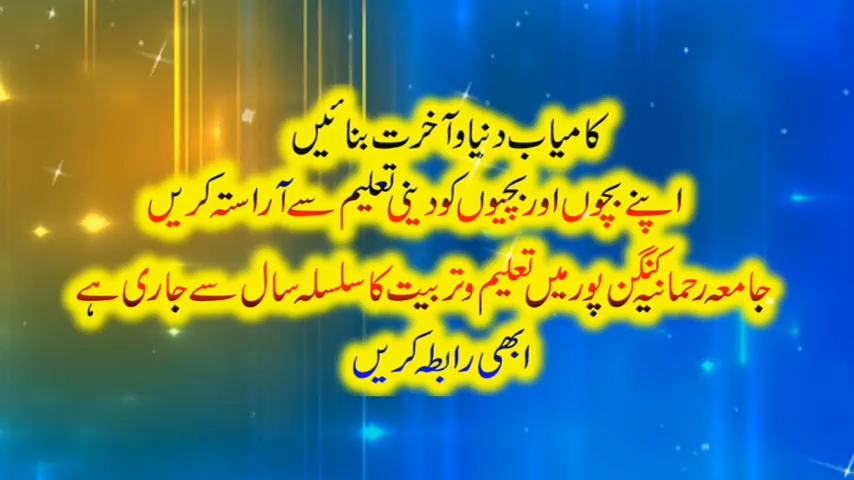 کامیاب دنیا و آخرت بنائیں
اپنے بچوں اور بچیوں کو دینی تعلیم سے آراستہ کریں
جامعہ رحمانیہ کنگن پور میں تعلیم و تربیت کا سلسلہ سال سے جاری ہے
ابھی رابطہ کریں